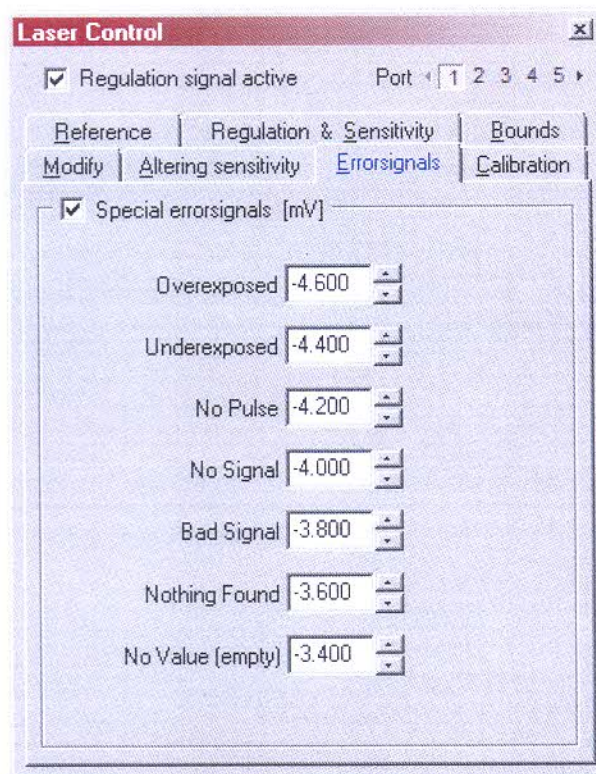 Laser Control
Regulation signal active Port 1 2 3 4 5
Reference Regulation & Sensitivity Bounds
Modify Altering sensitivity Errorsignals Calibration
Special errorsignals [mV]
Overexposed -4.600
Underexposed -4.400
No Pulse -4.200
No Signal -4.000
Bad Signal -3.800
Nothing Found -3.600
No Value (empty) -3.400